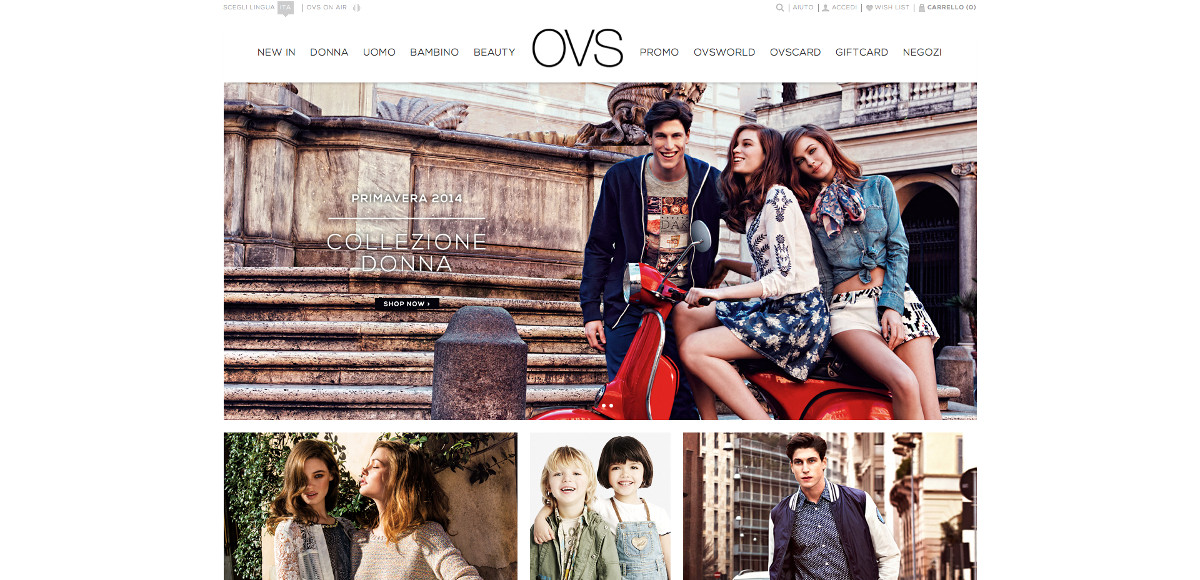 SCEGLI LINGUA ITA | OVS ON AIR
| AIUTO | ACCEDI | WISH LIST | CARRELLO (0)
NEW IN DONNA UOMO BAMBINO BEAUTY OVS PROMO OVSWORLD OVSCARD GIFTCARD NEGOZI
PRIMAVERA 2014
COLLEZIONE
DONNA
SHOP NOW ›